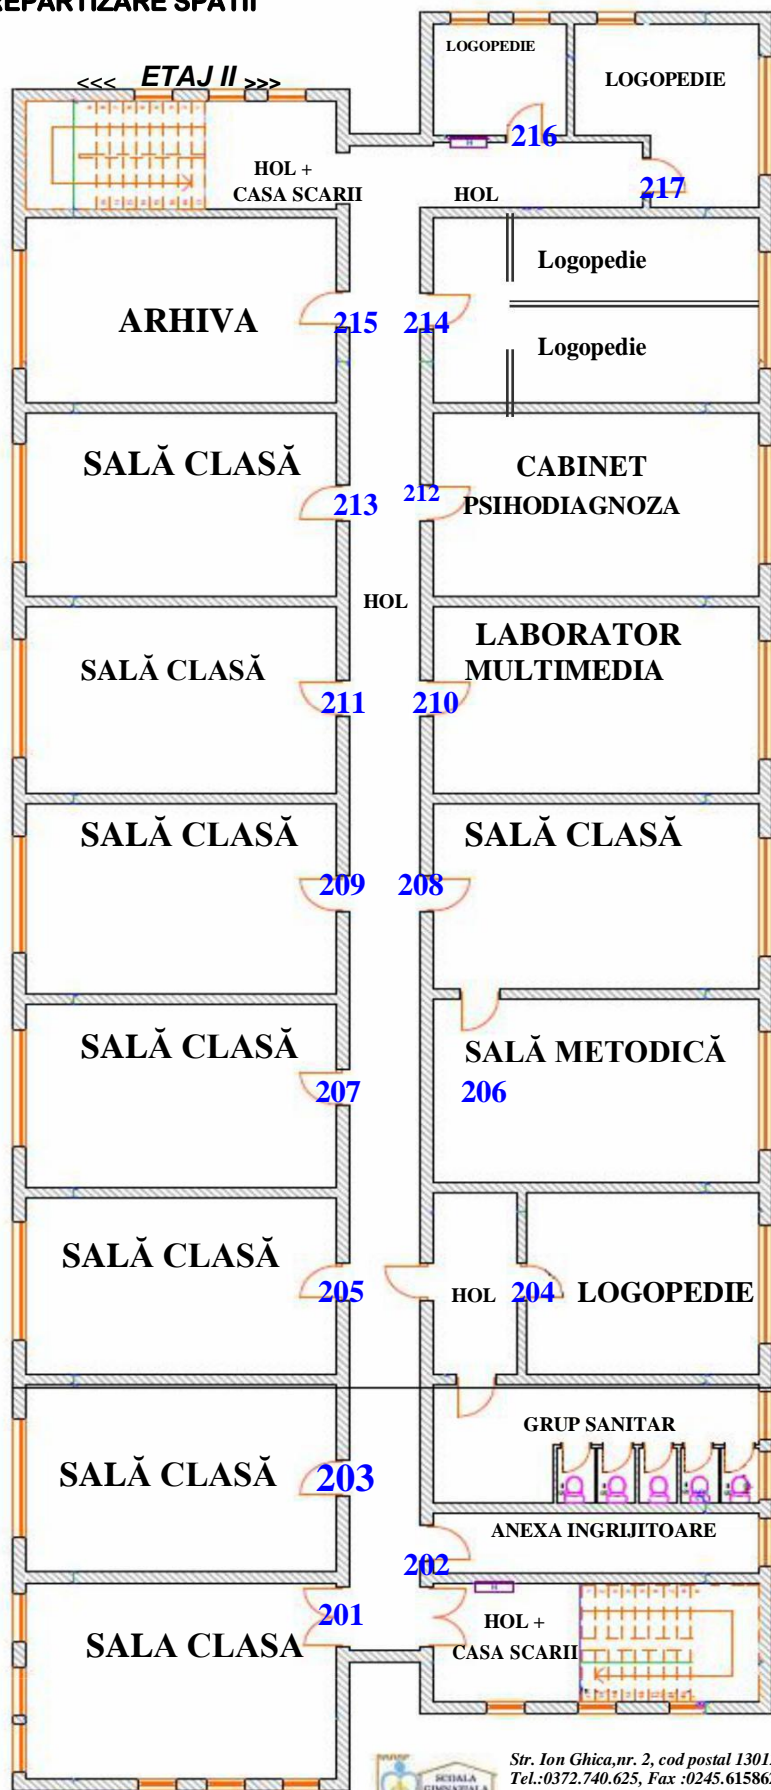 REPARTIZARE SPATII
<<< ETAJ II >>>
LOGOPEDIE
LOGOPEDIE
216
217
HOL +
CASA SCARII
HOL
Logopedie
ARHIVA
215
214
Logopedie
SALĂ CLASĂ
213
212
CABINET
PSIHODIAGNOZA
HOL
SALĂ CLASĂ
211
210
LABORATOR
MULTIMEDIA
SALĂ CLASĂ
209
208
SALĂ CLASĂ
SALĂ CLASĂ
207
SALĂ METODICĂ
206
SALĂ CLASĂ
205
HOL
204
LOGOPEDIE
SALĂ CLASĂ
203
GRUP SANITAR
ANEXA INGRIJITOARE
202
201
SALA CLASA
HOL +
CASA SCARII
SCOALA
GIMNAZIALA
Str. Ion Ghica,nr. 2, cod postal 1301
Tel.:0372.740.625, Fax :0245.61586